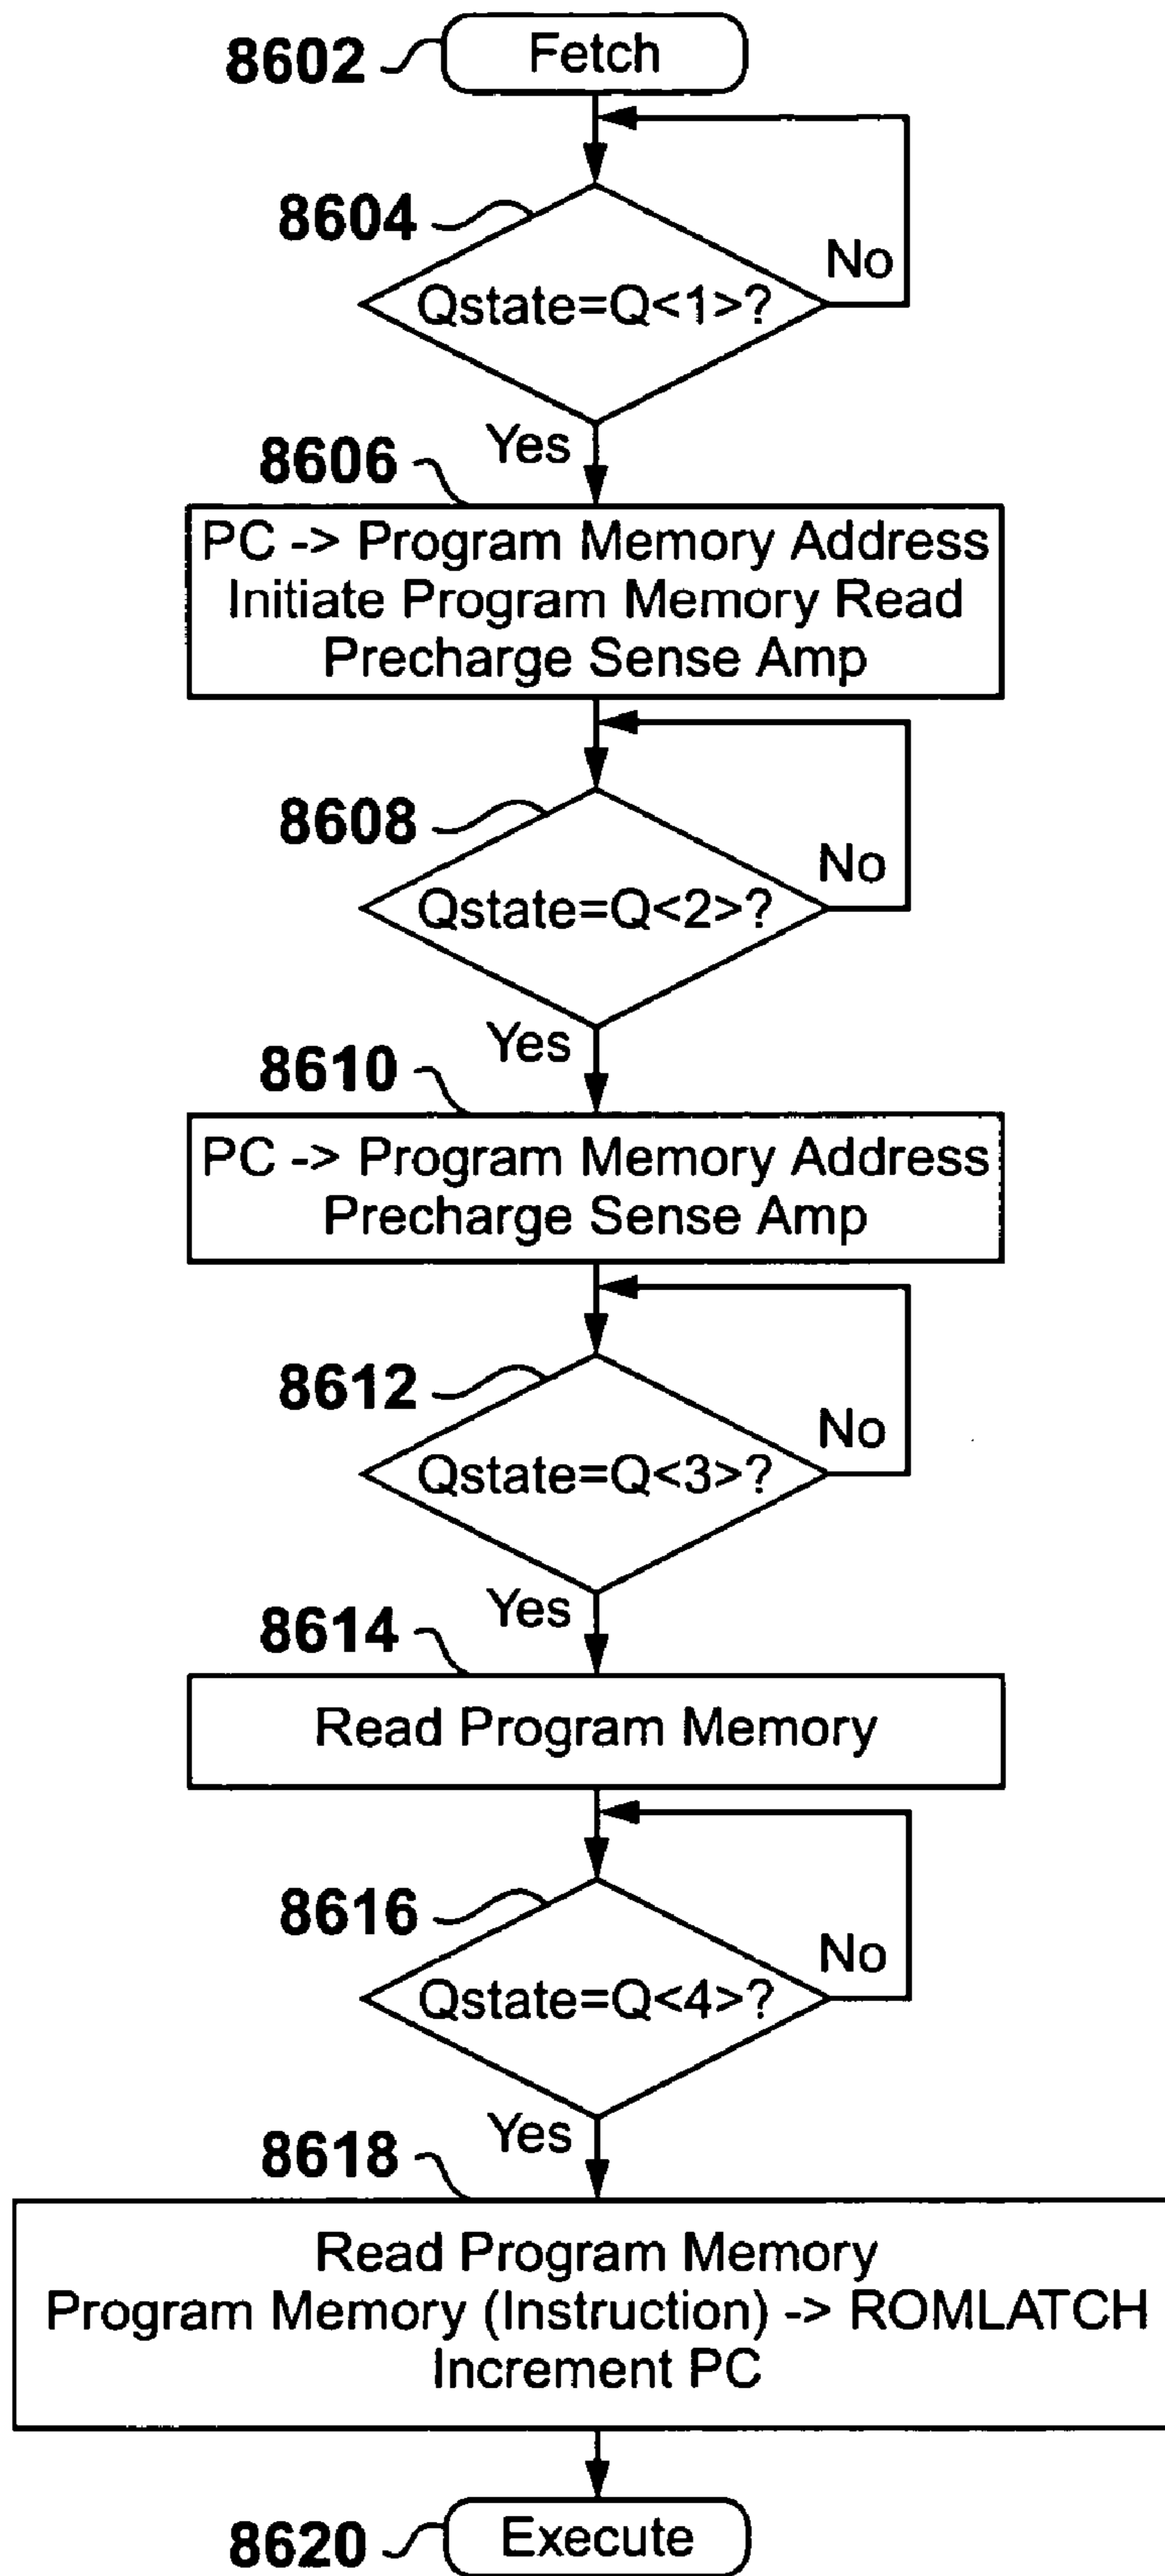 8602 Fetch
8604
No
Qstate=Q<1>?
Yes
8606
PC -> Program Memory Address
Initiate Program Memory Read
Precharge Sense Amp
8608
No
Qstate=Q<2>?
Yes
8610
PC -> Program Memory Address
Precharge Sense Amp
8612
No
Qstate=Q<3>?
Yes
8614
Read Program Memory
8616
No
Qstate=Q<4>?
Yes
8618
Read Program Memory
Program Memory (Instruction) -> ROMLATCH
Increment PC
8620 Execute